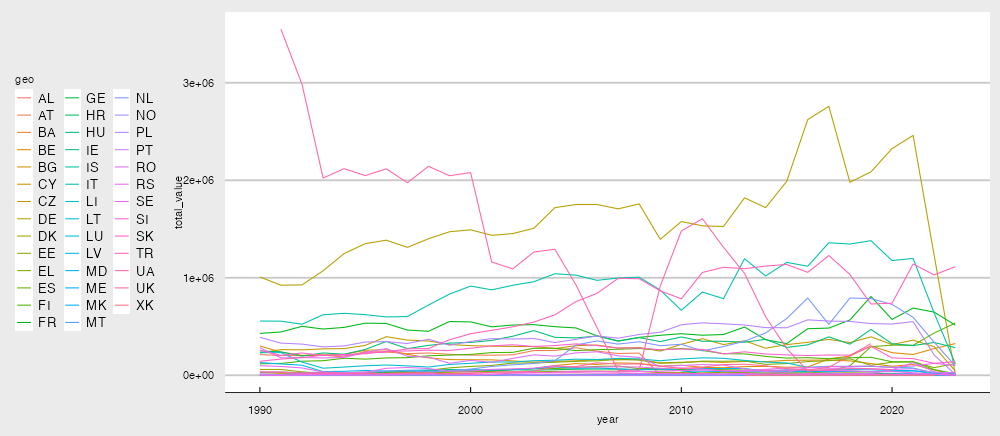 geo
AL GE NL
AT HR NO
BA HU PL
BE IE PT
BG IS RO
CY IT RS
CZ LI SE
DE LT SI
DK LU SK
EE LV TR
EL MD UA
ES ME UK
FI MK XK
FR MT
total_value
3e+06
2e+06
1e+06
0e+00
1990 2000 2010 2020
year